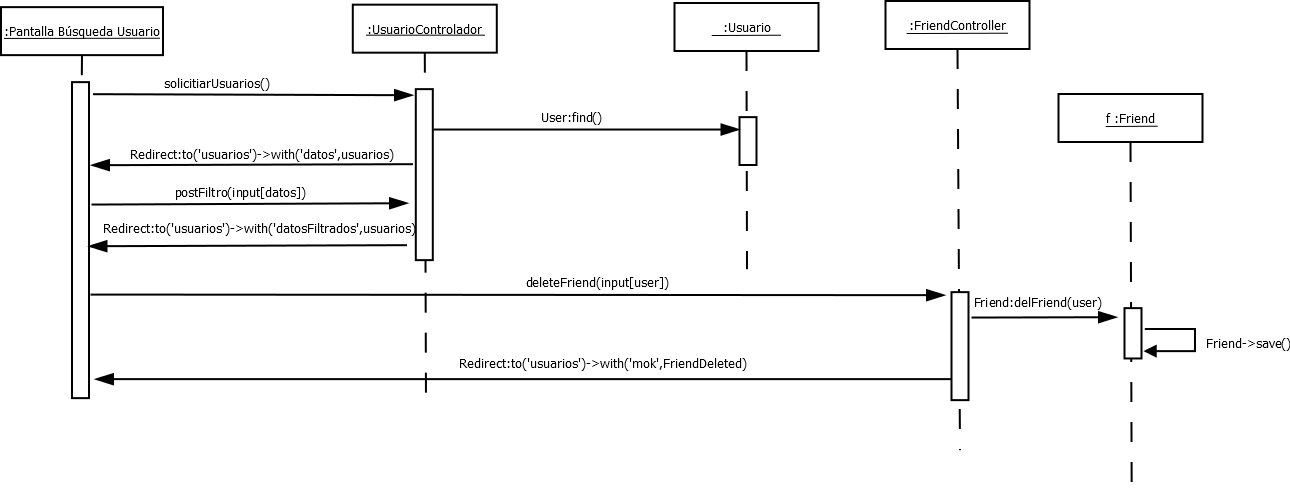 :Pantalla Búsqueda Usuario
:UsuarioControlador
:Usuario
:FriendController
f :Friend
solicitiarUsuarios()
User:find()
Redirect:to('usuarios')->with('datos',usuarios)
postFiltro(input[datos])
Redirect:to('usuarios')->with('datosFiltrados',usuarios)
deleteFriend(input[user])
Friend:delFriend(user)
Friend->save()
Redirect:to('usuarios')->with('mok',FriendDeleted)